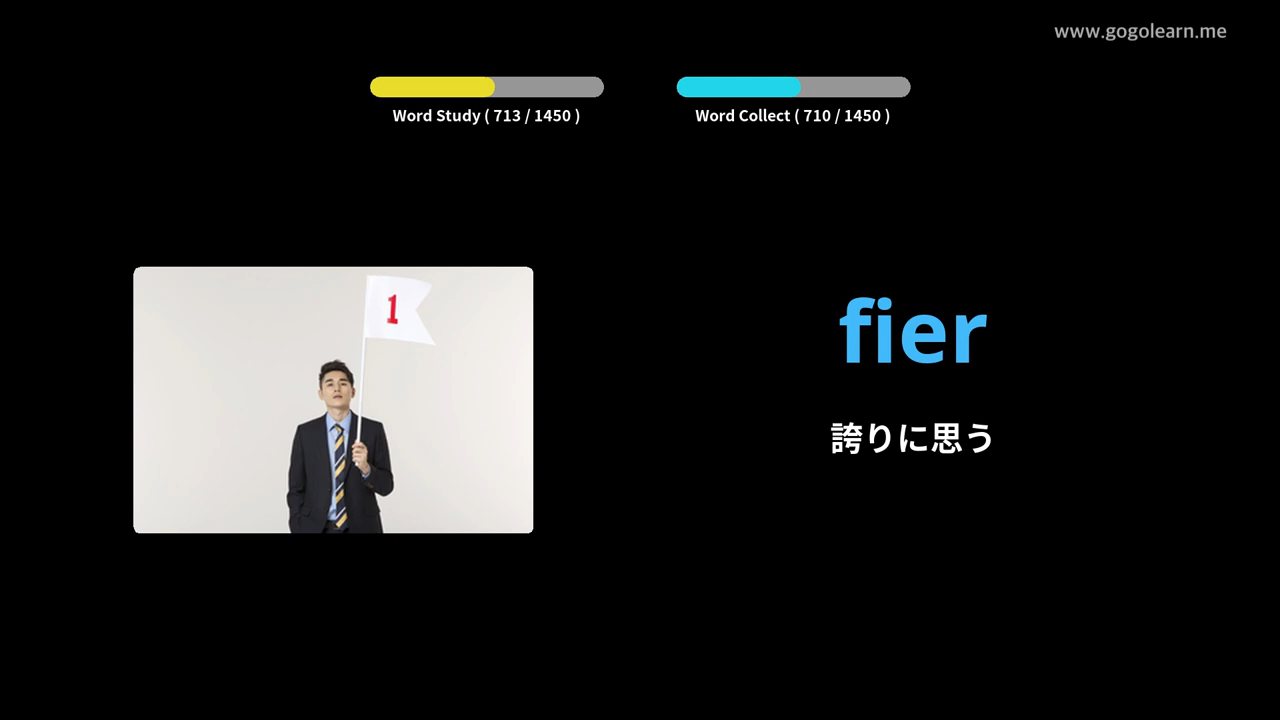 www.gogolearn.me
Word Study ( 713 / 1450 )
Word Collect ( 710 / 1450 )
1
fier
誇りに思う